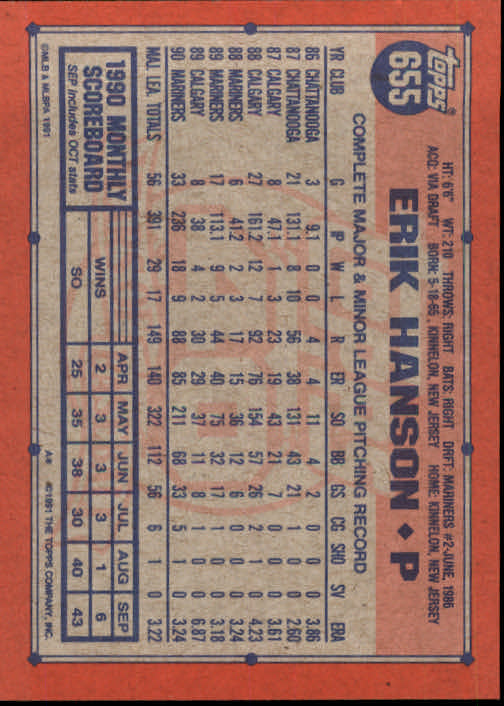 TOPPS®
655
ERIK HANSON ♦ P
HT: 6'6" WT: 210 THROWS: RIGHT BATS: RIGHT DRFT: MARINERS #2-JUNE, 1986
ACQ: VIA DRAFT BORN: 5-18-65, KINNELON, NEW JERSEY HOME: KINNELON, NEW JERSEY
COMPLETE MAJOR & MINOR LEAGUE PITCHING RECORD
YR CLUB G IP W L R ER SO BB GS CG SHO SV ERA
86 CHATTANOOGA 3 9.1 0 0 4 4 11 4 2 0 0 0 3.86
87 CHATTANOOGA 21 131.1 8 10 56 38 131 43 21 1 0 0 2.60
87 CALGARY 8 47.1 1 3 23 19 43 21 7 0 0 0 3.61
88 CALGARY 27 161.2 12 7 92 76 154 57 26 2 1 0 4.23
88 MARINERS 6 41.2 2 3 17 15 36 12 6 0 0 0 3.24
89 MARINERS 17 113.1 9 5 44 40 75 32 17 1 0 0 3.18
89 CALGARY 8 38 4 2 30 29 37 11 8 1 0 0 6.87
90 MARINERS 33 236 18 9 88 85 211 68 33 5 1 0 3.24
MAJ. LEA. TOTALS 56 391 29 17 149 140 322 112 56 6 1 0 3.22
1990 MONTHLY
SCOREBOARD
SEP includes OCT stats
APR MAY JUN JUL AUG SEP
WINS 2 3 3 3 1 6
SO 25 35 38 30 40 43
©MLB & MLBPA 1991 A* ©1991 THE TOPPS COMPANY, INC.